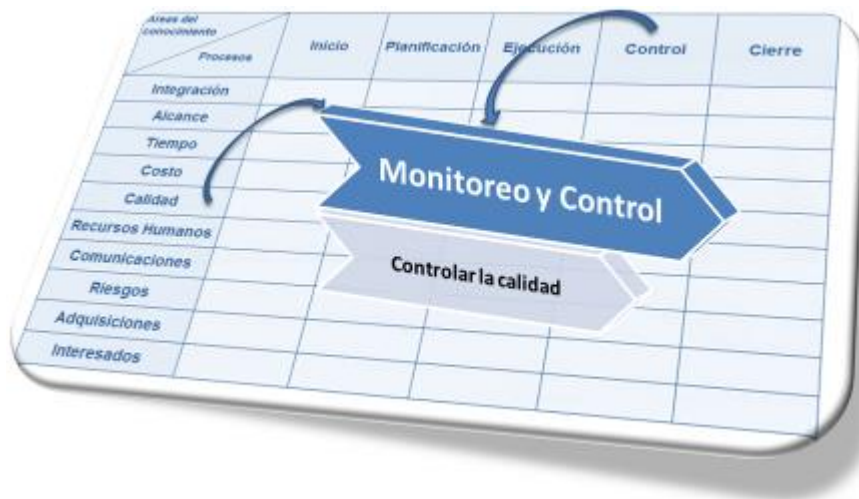 Áreas del
conocimiento
Procesos
Inicio
Planificación
Ejecución
Control
Cierre
Integración
Alcance
Tiempo
Costo
Calidad
Recursos Humanos
Comunicaciones
Riesgos
Adquisiciones
Interesados
Monitoreo y Control
Controlar la calidad